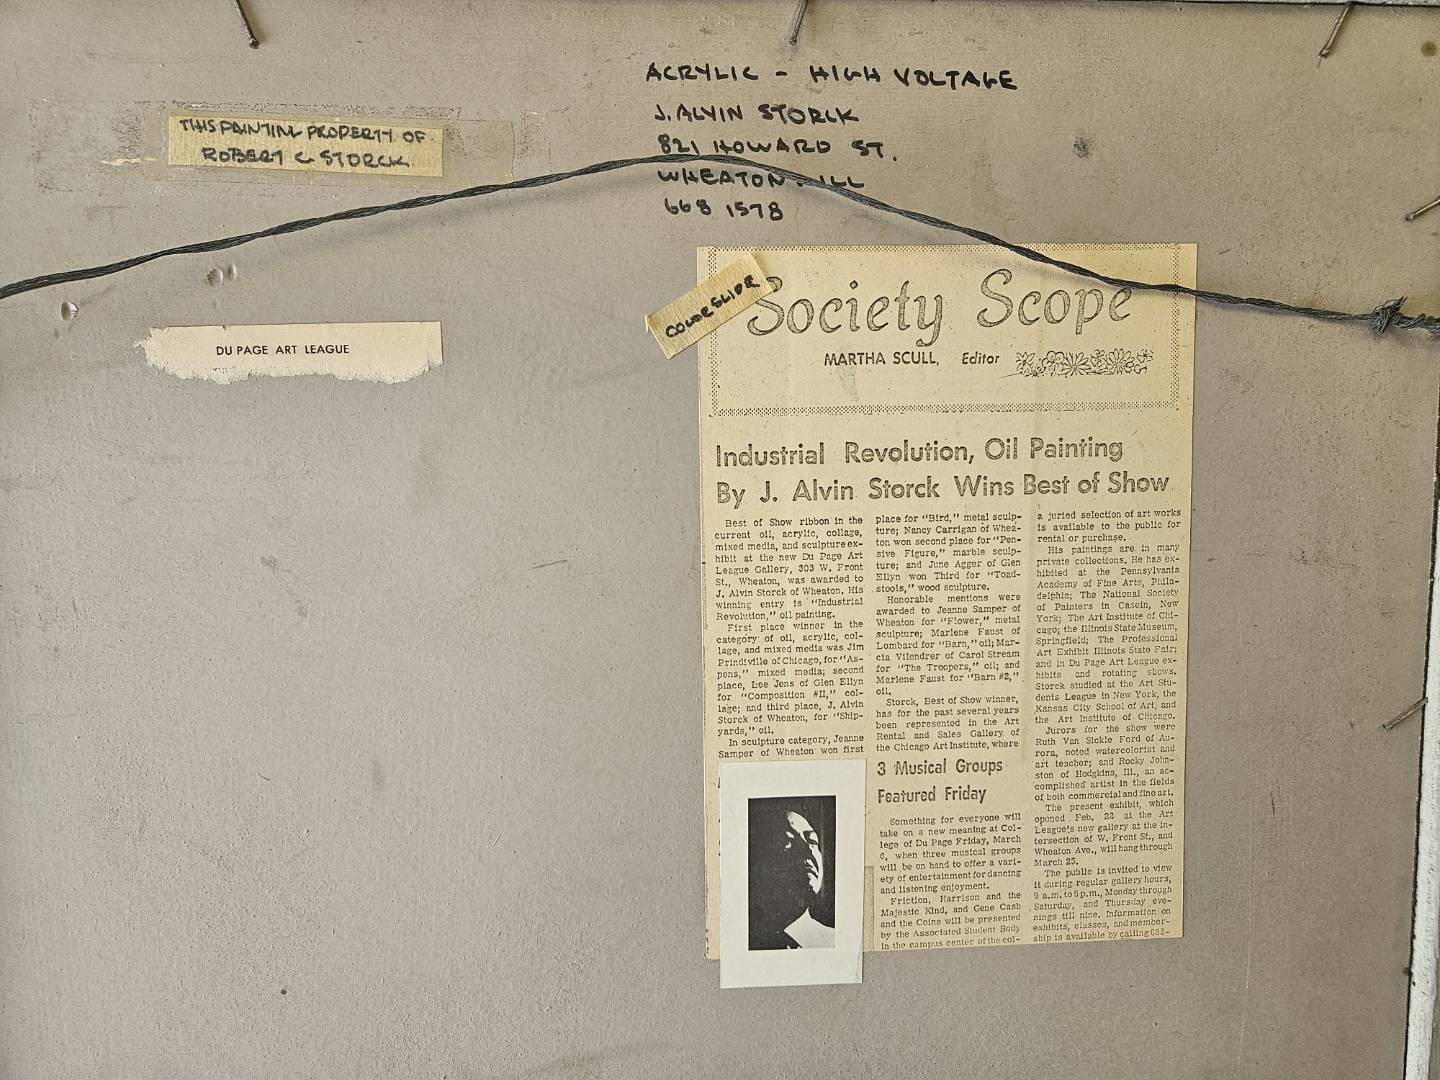 ACRYLIC - HIGH VOLTAGE
J. ALVIN STORCK
821 HOWARD ST.
WHEATON. ILL
668 1578
THIS PAINTING PROPERTY OF
ROBERT C STORCK
DU PAGE ART LEAGUE
COLOR SLIDE
Society Scope
MARTHA SCULL, Editor
Industrial Revolution, Oil Painting
By J. Alvin Storck Wins Best of Show
Best of Show ribbon in the
current oil, acrylic, collage,
mixed media, and sculpture ex-
hibit at the new Du Page Art
League Gallery, 303 W. Front
St., Wheaton, was awarded to
J. Alvin Storck of Wheaton. His
winning entry is "Industrial
Revolution," oil painting.
First place winner in the
category of oil, acrylic, col-
lage, and mixed media was Jim
Prindiville of Chicago, for "As-
pens," mixed media; second
place, Lee Jens of Glen Ellyn
for "Composition #II," col-
lage; and third place, J. Alvin
Storck of Wheaton, for "Ship-
yards," oil.
In sculpture category, Jeanne
Samper of Wheaton won first
place for "Bird," metal sculp-
ture; Nancy Carrigan of Whea-
ton won second place for "Pen-
sive Figure," marble sculp-
ture; and June Agger of Glen
Ellyn won Third for "Toad-
stools," wood sculpture.
Honorable mentions were
awarded to Jeanne Samper of
Wheaton for "Flower," metal
sculpture; Marlene Faust of
Lombard for "Barn," oil; Mar-
cia Vilendrer of Carol Stream
for "The Troopers," oil; and
Marlene Faust for "Barn #2,"
oil.
Storck, Best of Show winner,
has for the past several years
been represented in the Art
Rental and Sales Gallery of
the Chicago Art Institute, where
a juried selection of art works
is available to the public for
rental or purchase.
His paintings are in many
private collections. He has ex-
hibited at the Pennsylvania
Academy of Fine Arts, Phila-
delphia; The National Society
of Painters in Casein, New
York; The Art Institute of Chi-
cago; the Illinois State Museum,
Springfield; The Professional
Art Exhibit Illinois State Fair;
and in Du Page Art League ex-
hibits and rotating shows.
Storck studied at the Art Stu-
dents League in New York, the
Kansas City School of Art, and
the Art Institute of Chicago.
Jurors for the show were
Ruth Van Sickle Ford of Au-
rora, noted watercolorist and
art teacher; and Rocky John-
ston of Hodgkins, Ill., an ac-
complished artist in the fields
of both commercial and fine art.
The present exhibit, which
opened Feb. 22 at the Art
League's new gallery at the in-
tersection of W. Front St., and
Wheaton Ave., will hang through
March 25.
The public is invited to view
it during regular gallery hours,
9 a.m. to 5 p.m., Monday through
Saturday, and Thursday eve-
nings till nine. Information on
exhibits, classes, and member-
ship is available by calling 653-
3 Musical Groups
Featured Friday
Something for everyone will
take on a new meaning at Col-
lege of Du Page Friday, March
6, when three musical groups
will be on hand to offer a vari-
ety of entertainment for dancing
and listening enjoyment.
Friction, Harrison and the
Majestic Kind, and Gene Cash
and the Coins will be presented
by the Associated Student Body
in the campus center of the col-